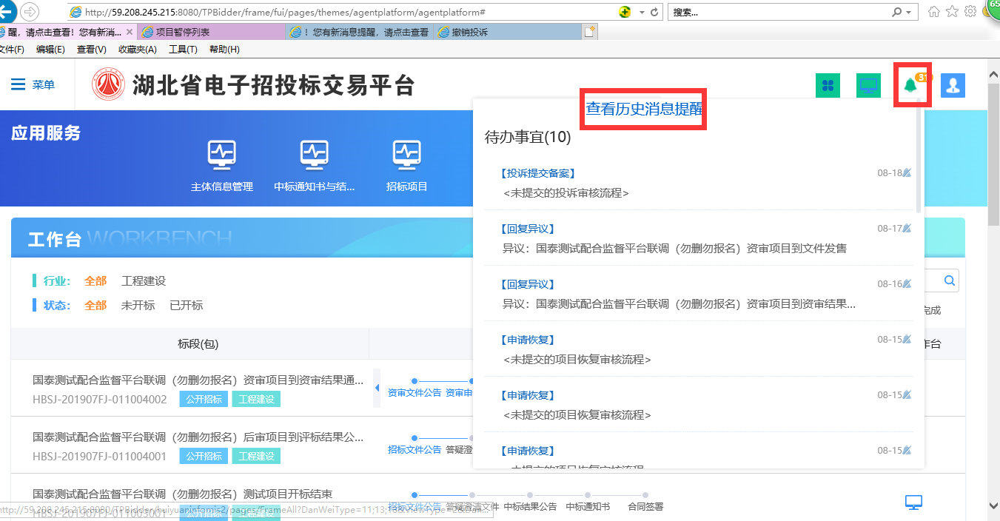 65
http://59.208.245.215:8080/TPBidder/frame/fui/pages/themes/agentplatform/agentplatform#
搜索...
醒，请点击查看！您有新消...
项目暂停列表
！您有新消息提醒，请点击查看
撤销投诉
文件(F) 编辑(E) 查看(V) 收藏夹(A) 工具(T) 帮助(H)
菜单
湖北省电子招投标交易平台
31
查看历史消息提醒
应用服务
主体信息管理
中标通知书与结...
招标项目
待办事宜(10)
【投诉提交备案】 08-18
<未提交的投诉审核流程>
【回复异议】 08-17
异议：国泰测试配合监督平台联调（勿删勿报名）资审项目到文件发售
【回复异议】 08-16
异议：国泰测试配合监督平台联调（勿删勿报名）资审项目到资审结果...
【申请恢复】 08-15
<未提交的项目恢复审核流程>
【申请恢复】 08-15
<未提交的项目恢复审核流程>
【申请恢复】 08-15
工作台 WORKBENCH
行业： 全部 工程建设
状态： 全部 未开标 已开标
完成
标段(包)
作台
国泰测试配合监督平台联调（勿删勿报名）资审项目到资审结果通...
HBSJ-201907FJ-011004002 公开招标 工程建设
资审文件公告 资审申
国泰测试配合监督平台联调（勿删勿报名）后审项目到评标结果公...
HBSJ-201907FJ-011004001 公开招标 工程建设
招标文件公告 答疑澄
国泰测试配合监督平台联调（勿删勿报名）测试项目开标结束
HBSJ-201907FJ-011003001 公开招标 工程建设
招标文件公告 答疑澄清文件 中标结果公告 中标通知书 合同签署